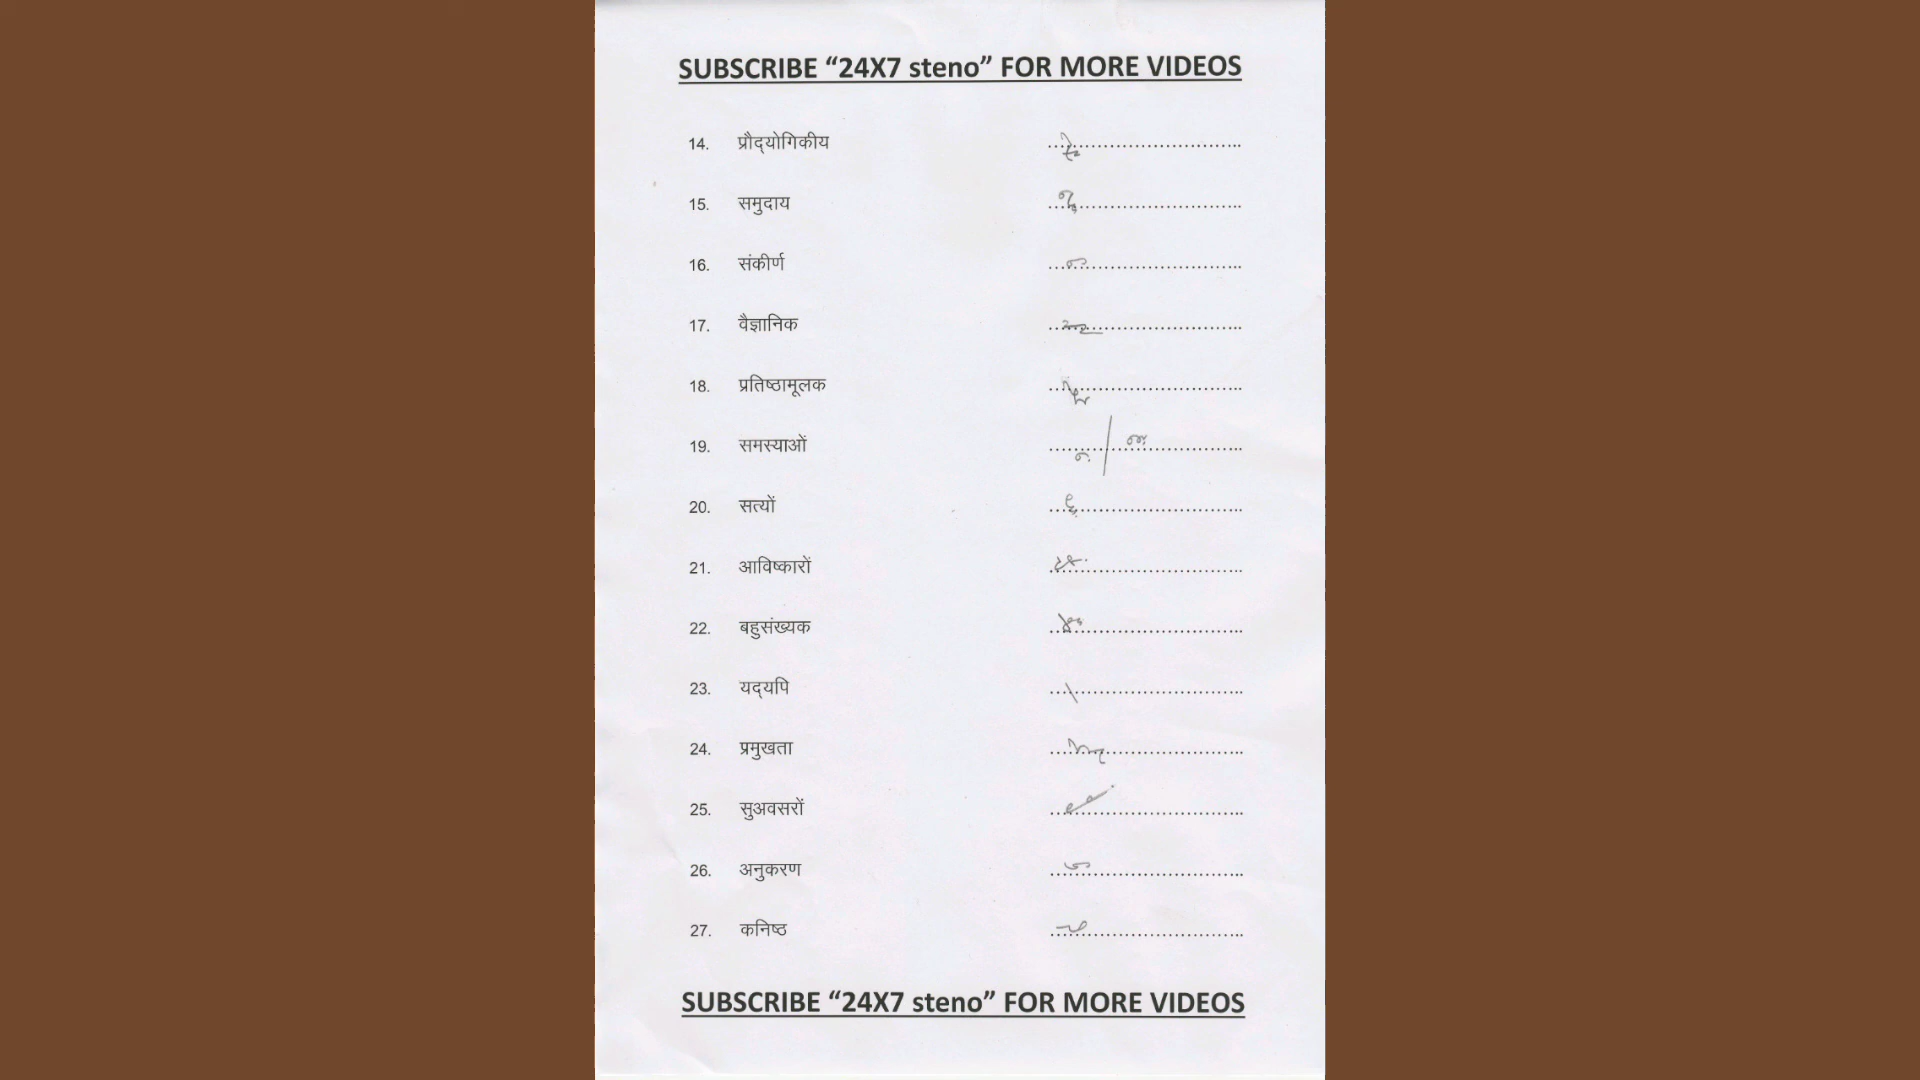 SUBSCRIBE “24X7 steno” FOR MORE VIDEOS
14. प्रौद्‌योगिकीय ………………………………..
15. समुदाय ………………………………..
16. संकीर्ण ………………………………..
17. वैज्ञानिक ………………………………..
18. प्रतिष्ठामूलक ………………………………..
19. समस्याओं ………………………………..
20. सत्यों ………………………………..
21. आविष्कारों ………………………………..
22. बहुसंख्यक ………………………………..
23. यद्‌यपि ………………………………..
24. प्रमुखता ………………………………..
25. सुअवसरों ………………………………..
26. अनुकरण ………………………………..
27. कनिष्ठ ………………………………..
SUBSCRIBE “24X7 steno” FOR MORE VIDEOS